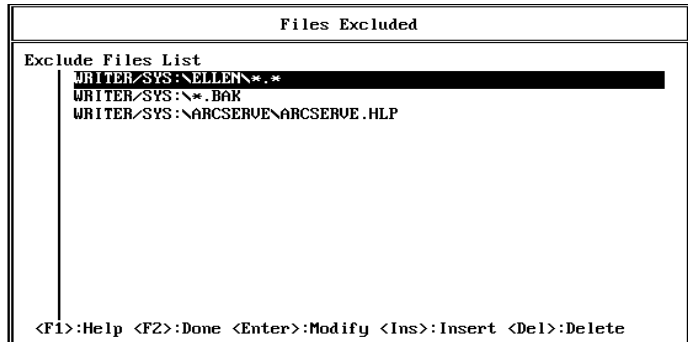 Files Excluded
Exclude Files List
WRITER/SYS:\ELLEN\*.*
WRITER/SYS:\*.BAK
WRITER/SYS:\ARCSERVE\ARCSERVE.HLP
<F1>:Help <F2>:Done <Enter>:Modify <Ins>:Insert <Del>:Delete